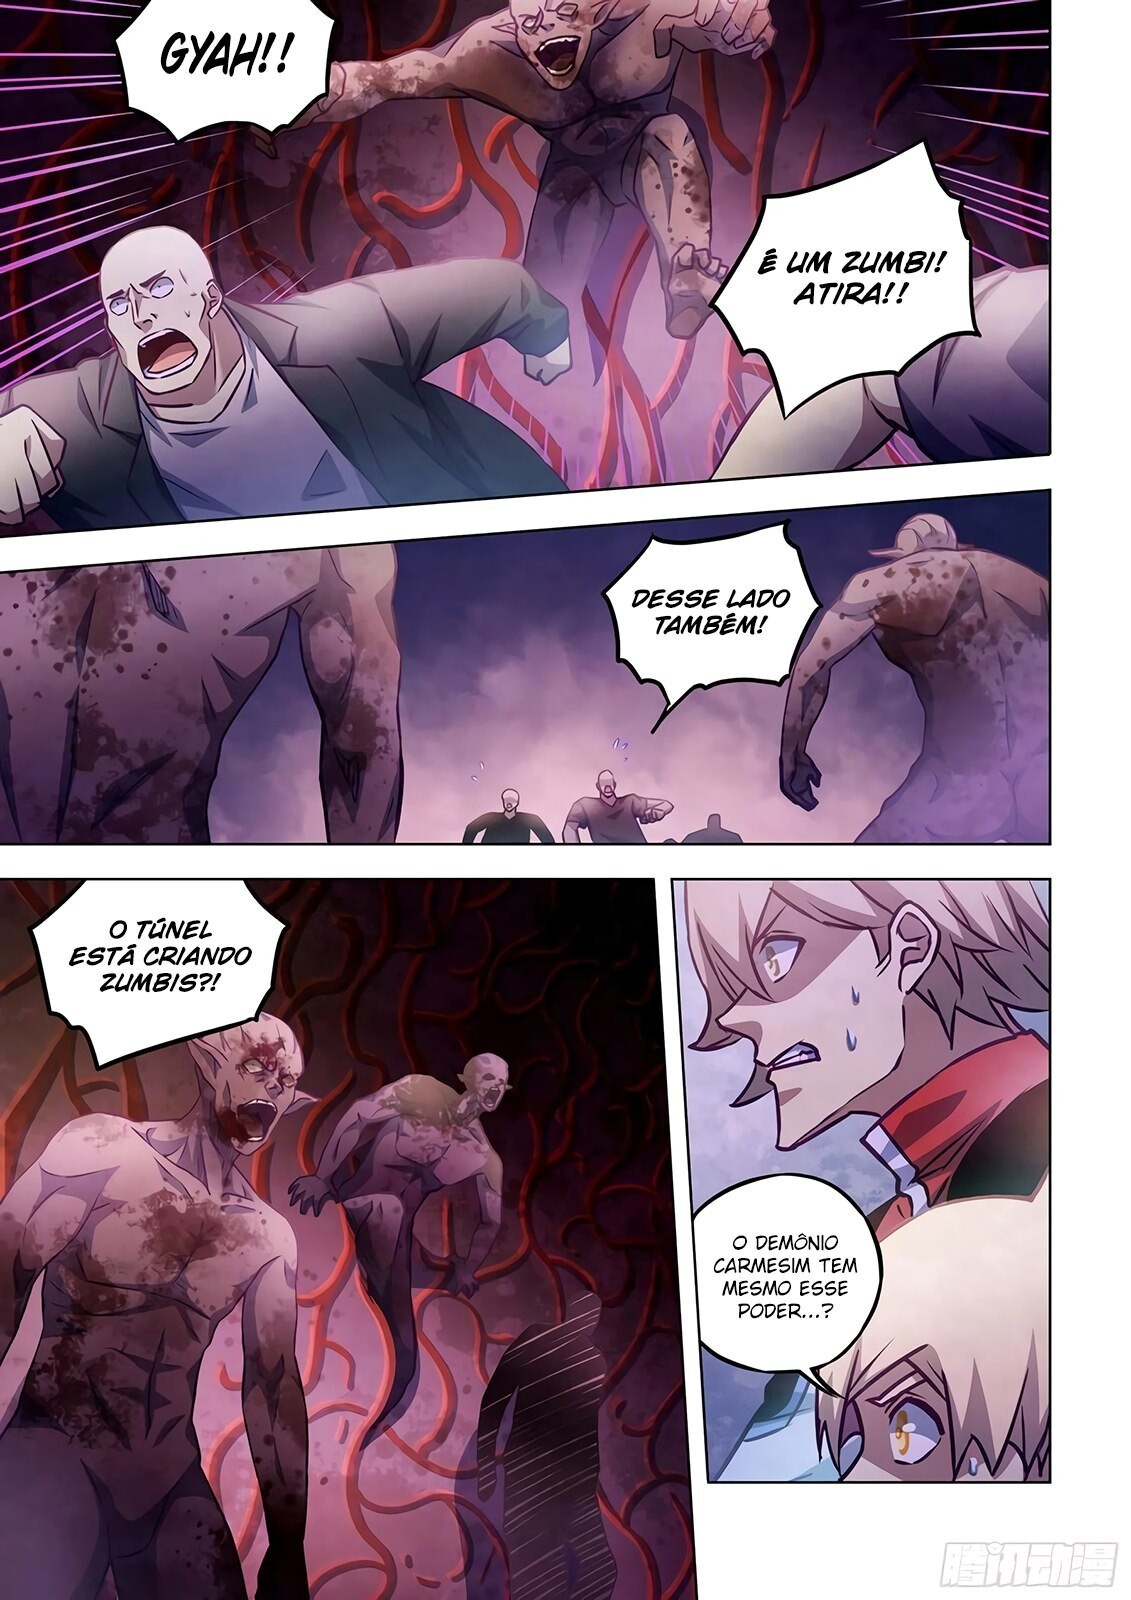 GYAH!!
É UM ZUMBI!
ATIRA!!
DESSE LADO
TAMBÉM!
O TÚNEL
ESTÁ CRIANDO
ZUMBIS?!
O DEMÔNIO
CARMESIM TEM
MESMO ESSE
PODER...?
腾讯动漫